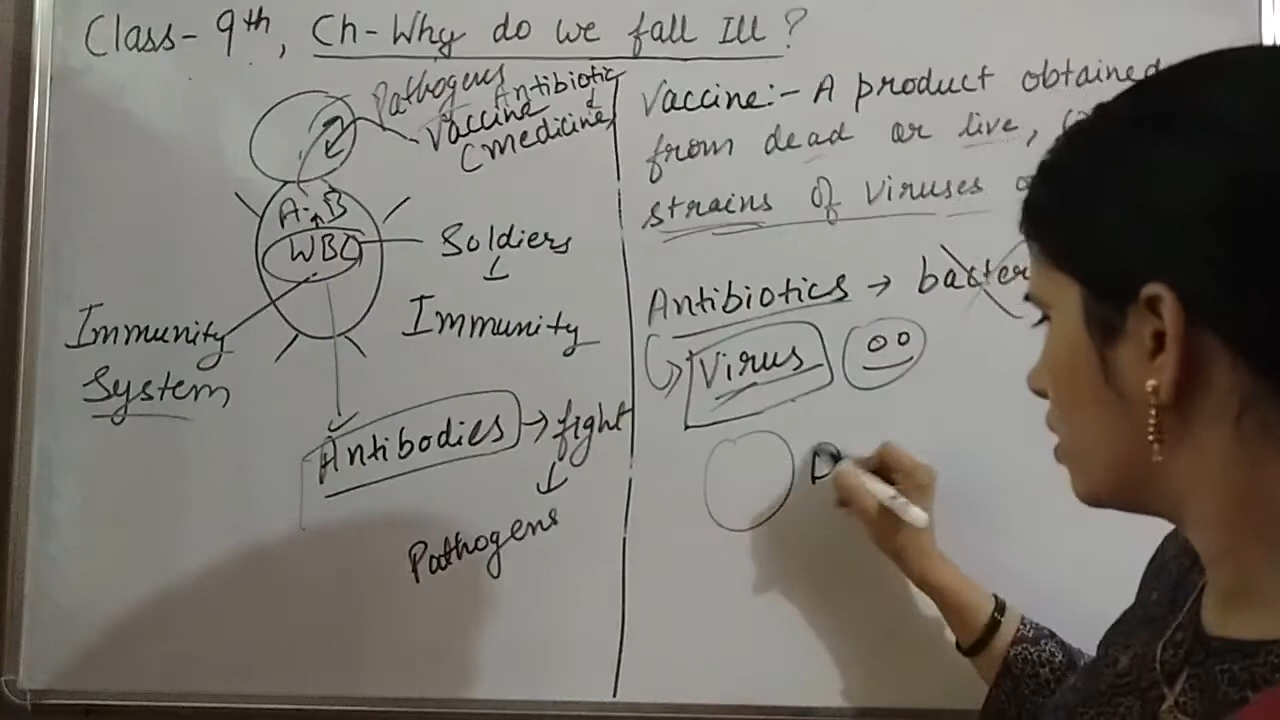 Class- 9th, Ch- Why do we fall Ill ?
Pathogens
Antibiotic
Vaccine
(medicine)
A. B
WBC
Soldiers
Immunity
Immunity
System
Antibodies → fight
Pathogens
Vaccine:- A product obtained
from dead or live,
strains of viruses
Antibiotics → bacter
Virus
D